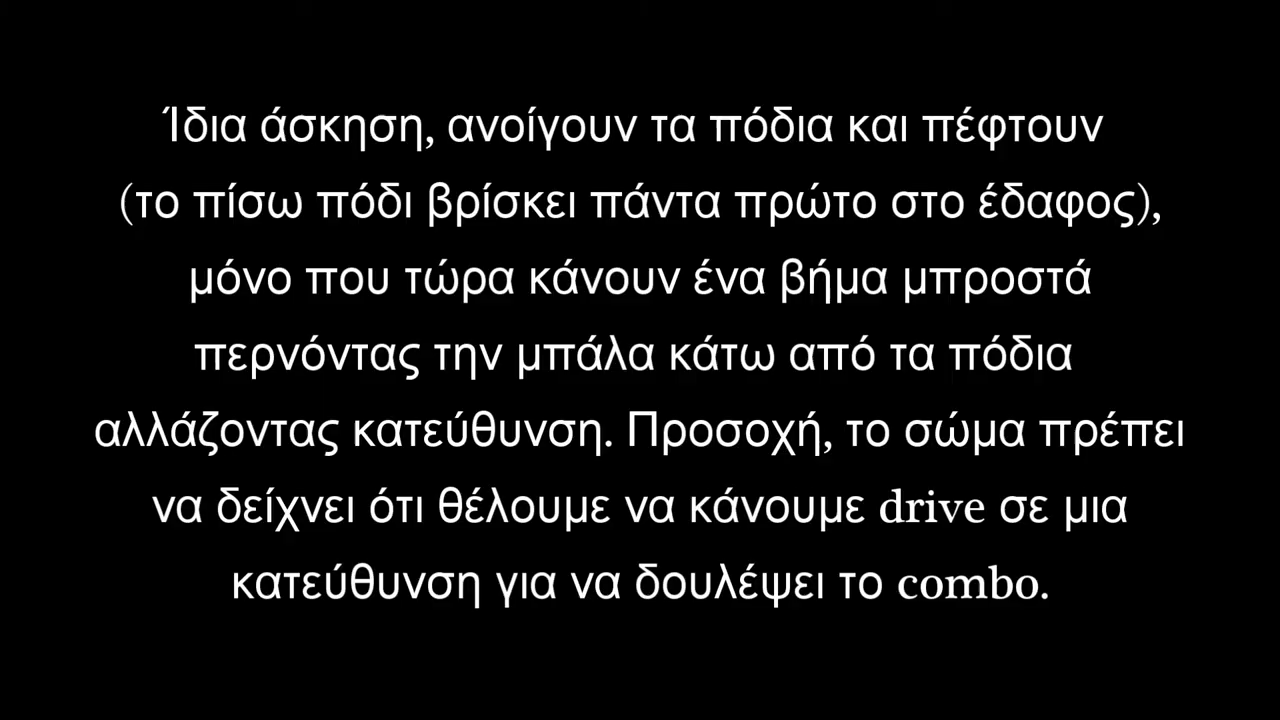 Ίδια άσκηση, ανοίγουν τα πόδια και πέφτουν
(το πίσω πόδι βρίσκει πάντα πρώτο στο έδαφος),
μόνο που τώρα κάνουν ένα βήμα μπροστά
περνόντας την μπάλα κάτω από τα πόδια
αλλάζοντας κατεύθυνση. Προσοχή, το σώμα πρέπει
να δείχνει ότι θέλουμε να κάνουμε drive σε μια
κατεύθυνση για να δουλέψει το combo.